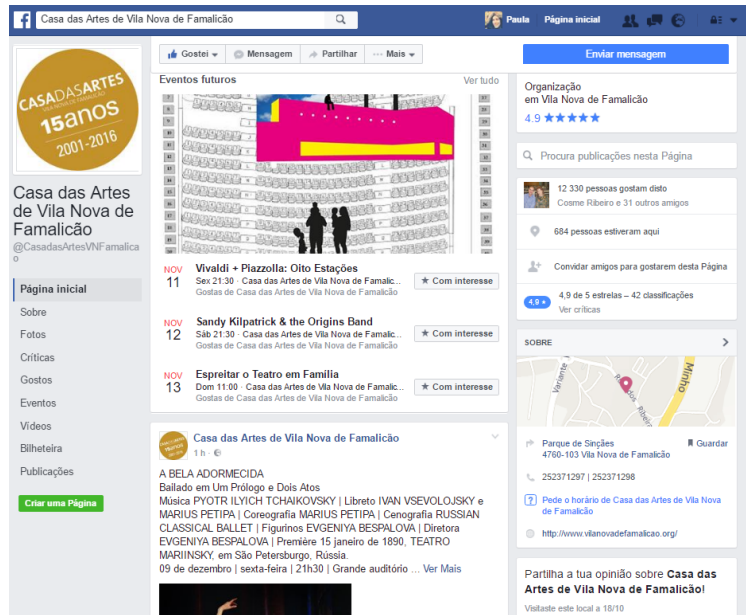 Casa das Artes de Vila Nova de Famalicão
Paula
Página inicial
CASADASARTES
15anos
2001-2016
Casa das Artes
de Vila Nova de
Famalicão
@CasadasArtesVNFamalica
o
Página inicial
Sobre
Fotos
Críticas
Gostos
Eventos
Vídeos
Bilheteira
Publicações
Criar uma Página
Gostei
Mensagem
Partilhar
Mais
Eventos futuros
Ver tudo
NOV
11
Vivaldi + Piazzolla: Oito Estações
Sex 21:30 · Casa das Artes de Vila Nova de Famalic...
Gostas de Casa das Artes de Vila Nova de Famalicão
★ Com interesse
NOV
12
Sandy Kilpatrick & the Origins Band
Sáb 21:30 · Casa das Artes de Vila Nova de Famalic...
Gostas de Casa das Artes de Vila Nova de Famalicão
★ Com interesse
NOV
13
Espreitar o Teatro em Família
Dom 11:00 · Casa das Artes de Vila Nova de Famalic...
Gostas de Casa das Artes de Vila Nova de Famalicão
★ Com interesse
Casa das Artes de Vila Nova de Famalicão
1 h ·
A BELA ADORMECIDA
Bailado em Um Prólogo e Dois Atos
Música PYOTR ILYICH TCHAIKOVSKY | Libreto IVAN VSEVOLOJSKY e
MARIUS PETIPA | Coreografia MARIUS PETIPA | Cenografia RUSSIAN
CLASSICAL BALLET | Figurinos EVGENIYA BESPALOVA | Diretora
EVGENIYA BESPALOVA | Première 15 janeiro de 1890, TEATRO
MARIINSKY, em São Petersburgo, Rússia.
09 de dezembro | sexta-feira | 21h30 | Grande auditório ... Ver Mais
Enviar mensagem
Organização
em Vila Nova de Famalicão
4.9 ★★★★★
Procura publicações nesta Página
12 330 pessoas gostam disto
Cosme Ribeiro e 31 outros amigos
684 pessoas estiveram aqui
Convidar amigos para gostarem desta Página
4,9 ★
4,9 de 5 estrelas – 42 classificações
Ver críticas
SOBRE
Variante
dos Ribeir
Minho
Parque de Sinçães
4760-103 Vila Nova de Famalicão
Guardar
252371297 | 252371298
Pede o horário de Casa das Artes de Vila Nova
de Famalicão
http://www.vilanovadefamalicao.org/
Partilha a tua opinião sobre Casa das
Artes de Vila Nova de Famalicão!
Visitaste este local a 18/10